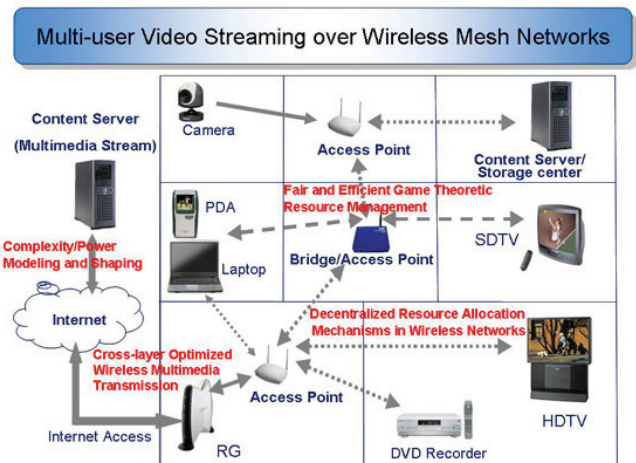 Multi-user Video Streaming over Wireless Mesh Networks
Content Server
(Multimedia Stream)
Camera
Access Point
Content Server/
Storage center
PDA
Fair and Efficient Game Theoretic
Resource Management
Complexity/Power
Modeling and Shaping
Laptop
Bridge/Access Point
SDTV
Internet
Decentralized Resource Allocation
Mechanisms in Wireless Networks
Cross-layer Optimized
Wireless Multimedia
Transmission
Access Point
Internet Access
RG
DVD Recorder
HDTV